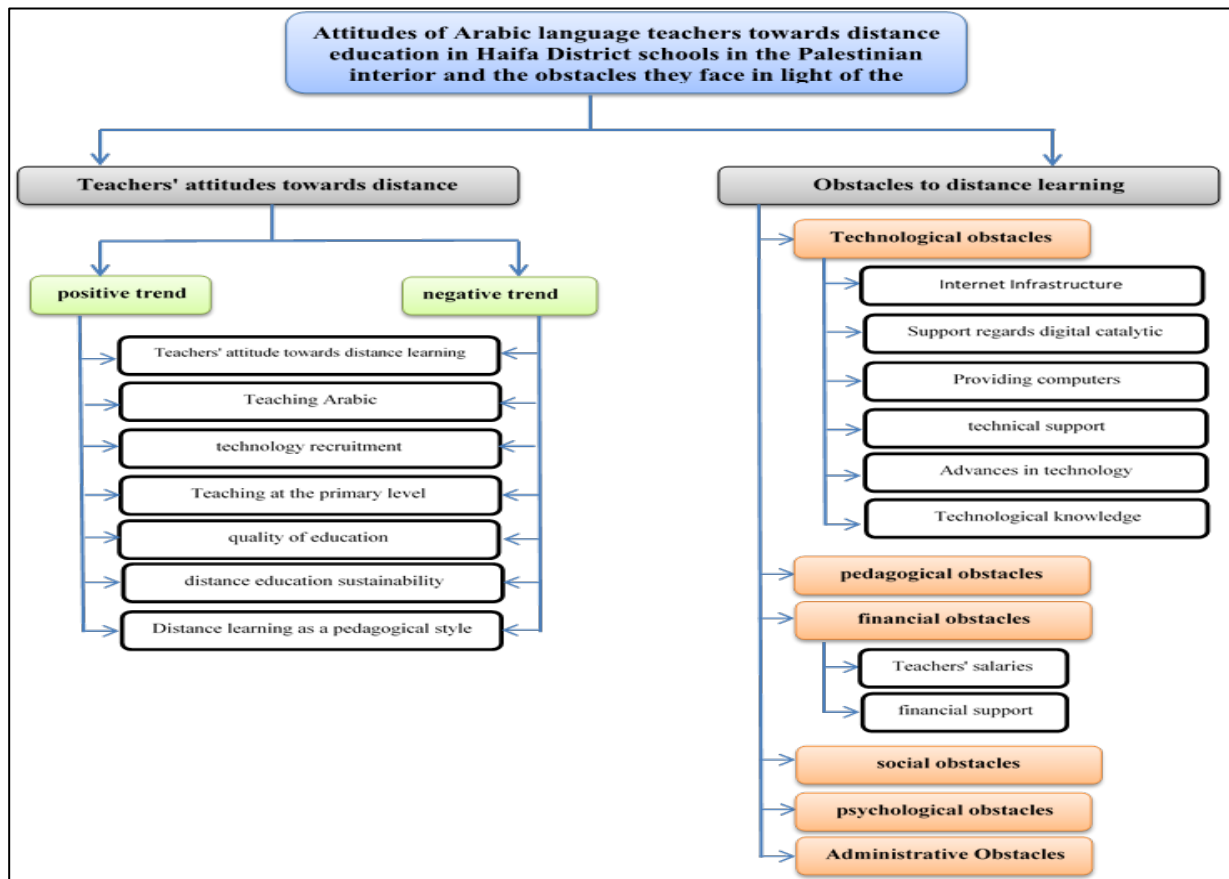 Attitudes of Arabic language teachers towards distance
education in Haifa District schools in the Palestinian
interior and the obstacles they face in light of the
Teachers' attitudes towards distance
positive trend
negative trend
Teachers' attitude towards distance learning
Teaching Arabic
technology recruitment
Teaching at the primary level
quality of education
distance education sustainability
Distance learning as a pedagogical style
Obstacles to distance learning
Technological obstacles
Internet Infrastructure
Support regards digital catalytic
Providing computers
technical support
Advances in technology
Technological knowledge
pedagogical obstacles
financial obstacles
Teachers' salaries
financial support
social obstacles
psychological obstacles
Administrative Obstacles